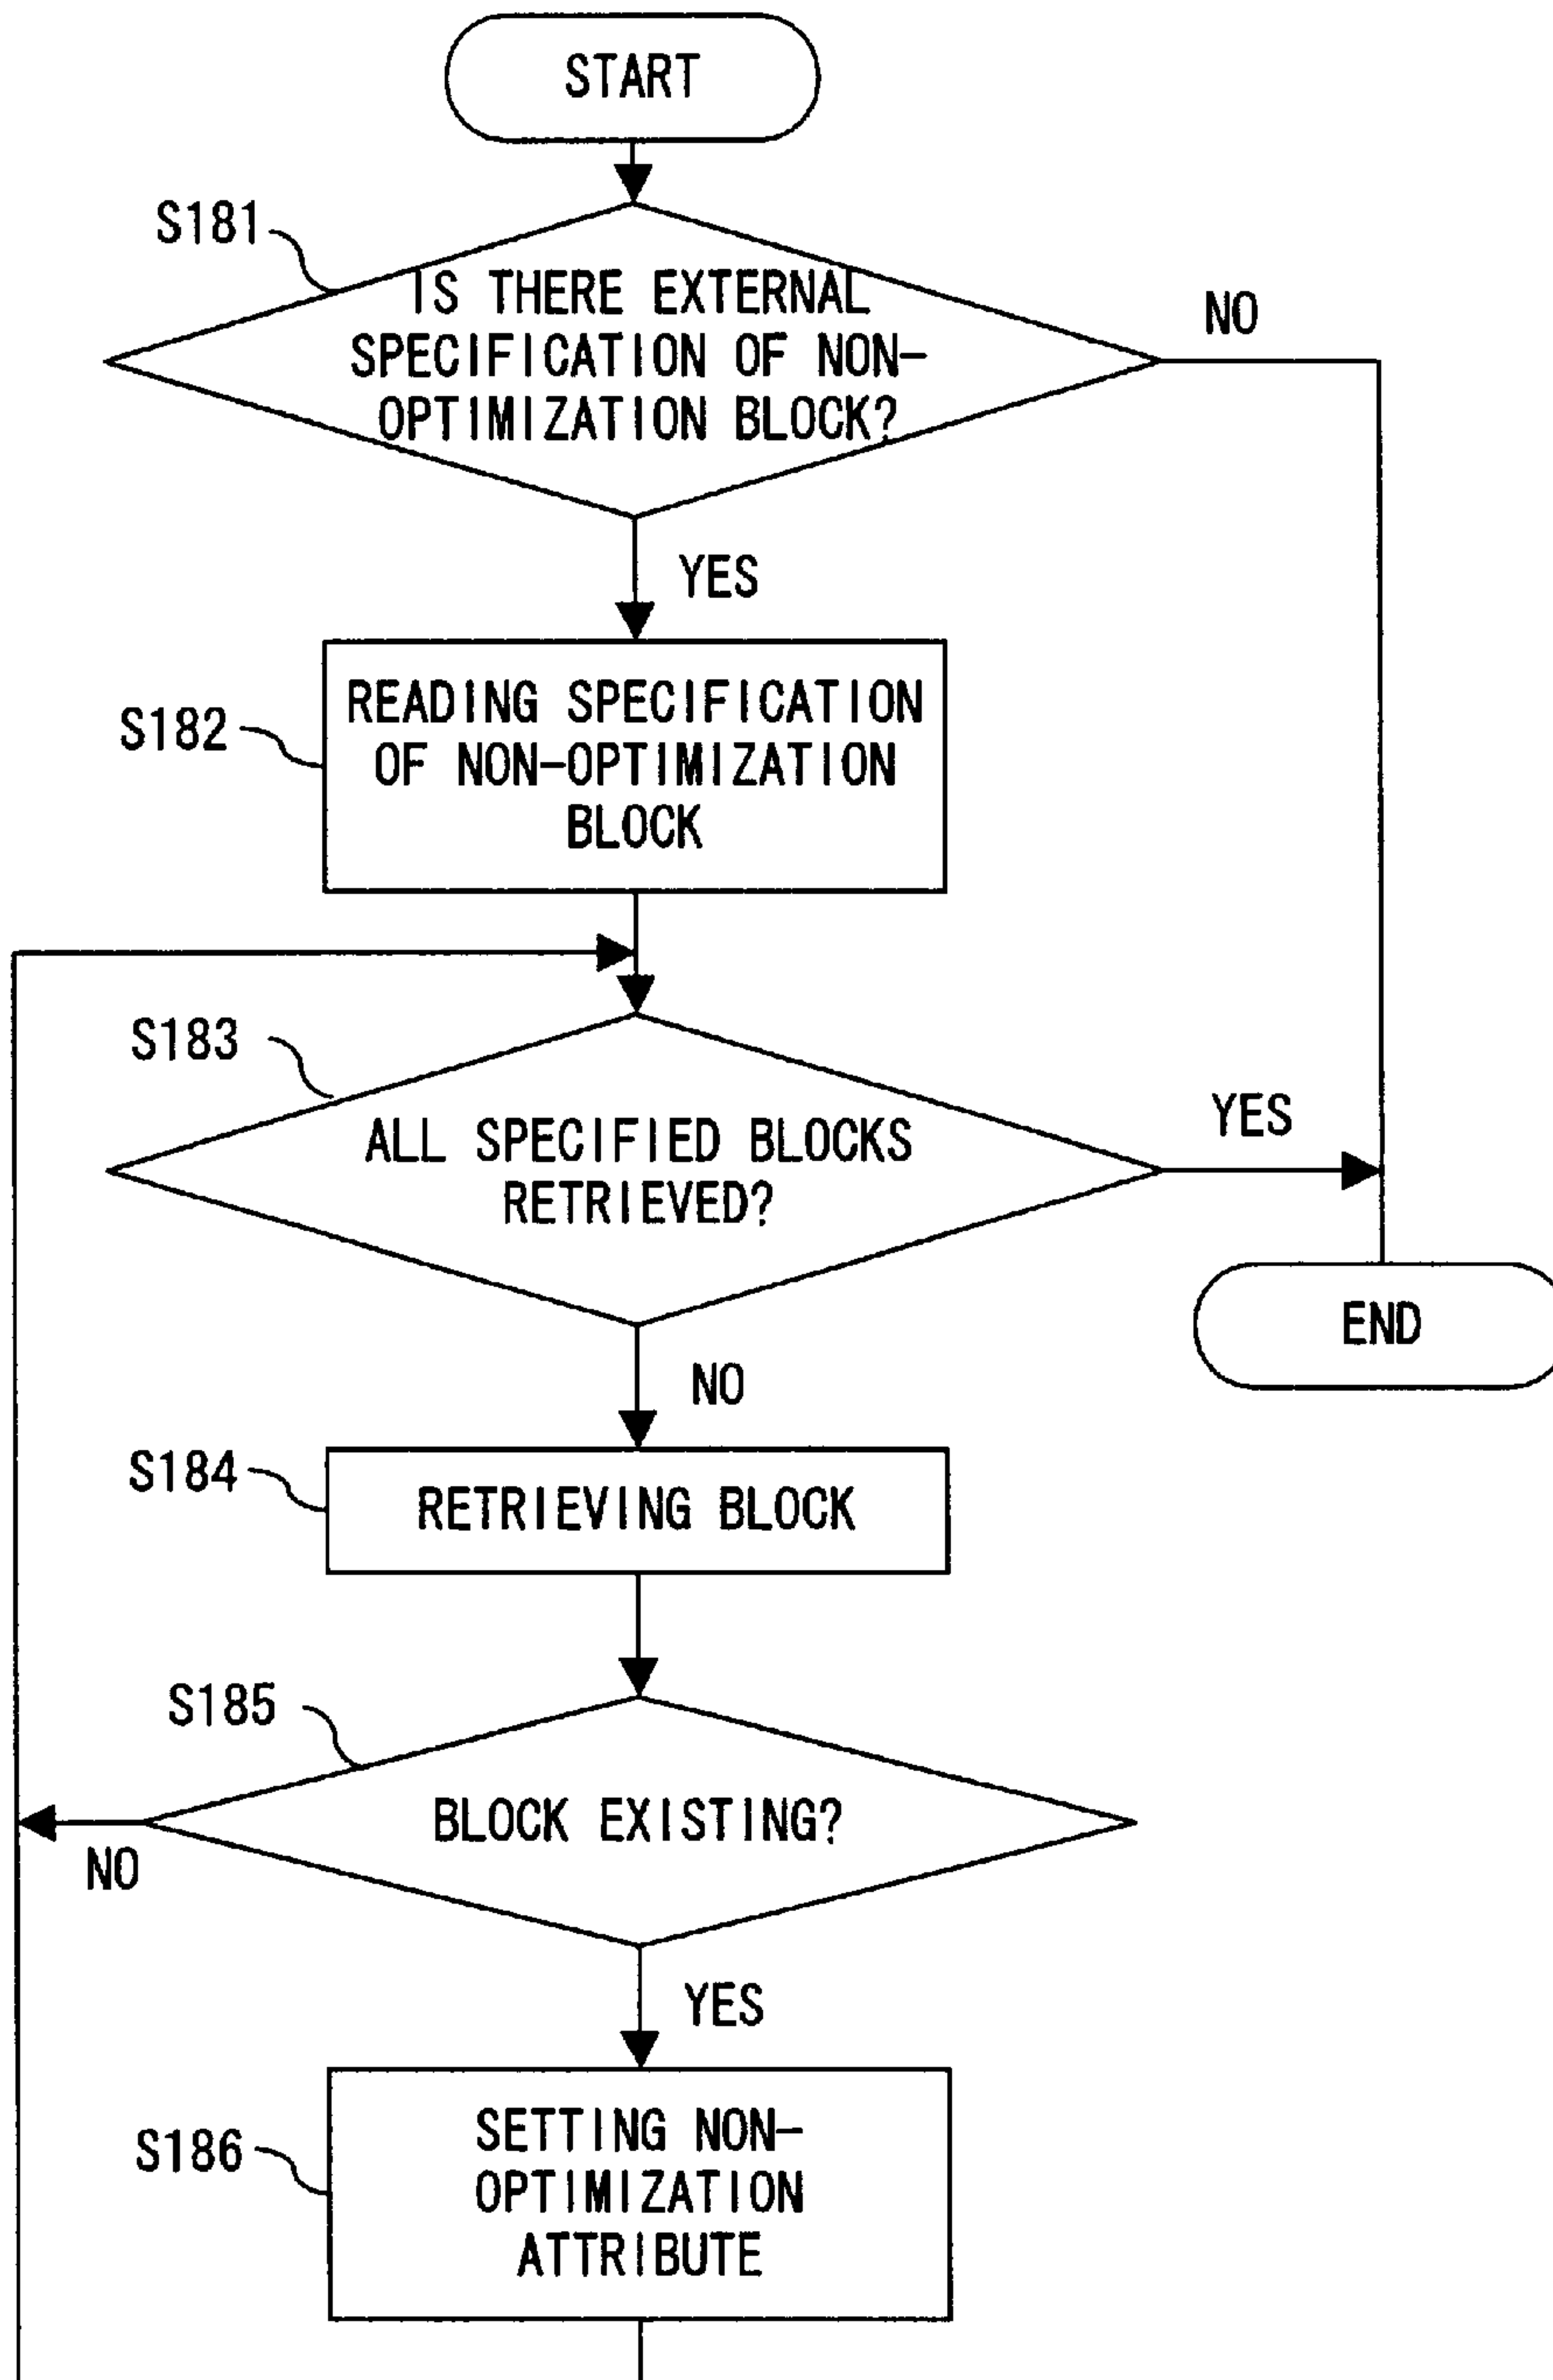 START
S181
IS THERE EXTERNAL
SPECIFICATION OF NON-
OPTIMIZATION BLOCK?
NO
YES
S182
READING SPECIFICATION
OF NON-OPTIMIZATION
BLOCK
S183
ALL SPECIFIED BLOCKS
RETRIEVED?
YES
END
NO
S184
RETRIEVING BLOCK
S185
BLOCK EXISTING?
NO
YES
S186
SETTING NON-
OPTIMIZATION
ATTRIBUTE